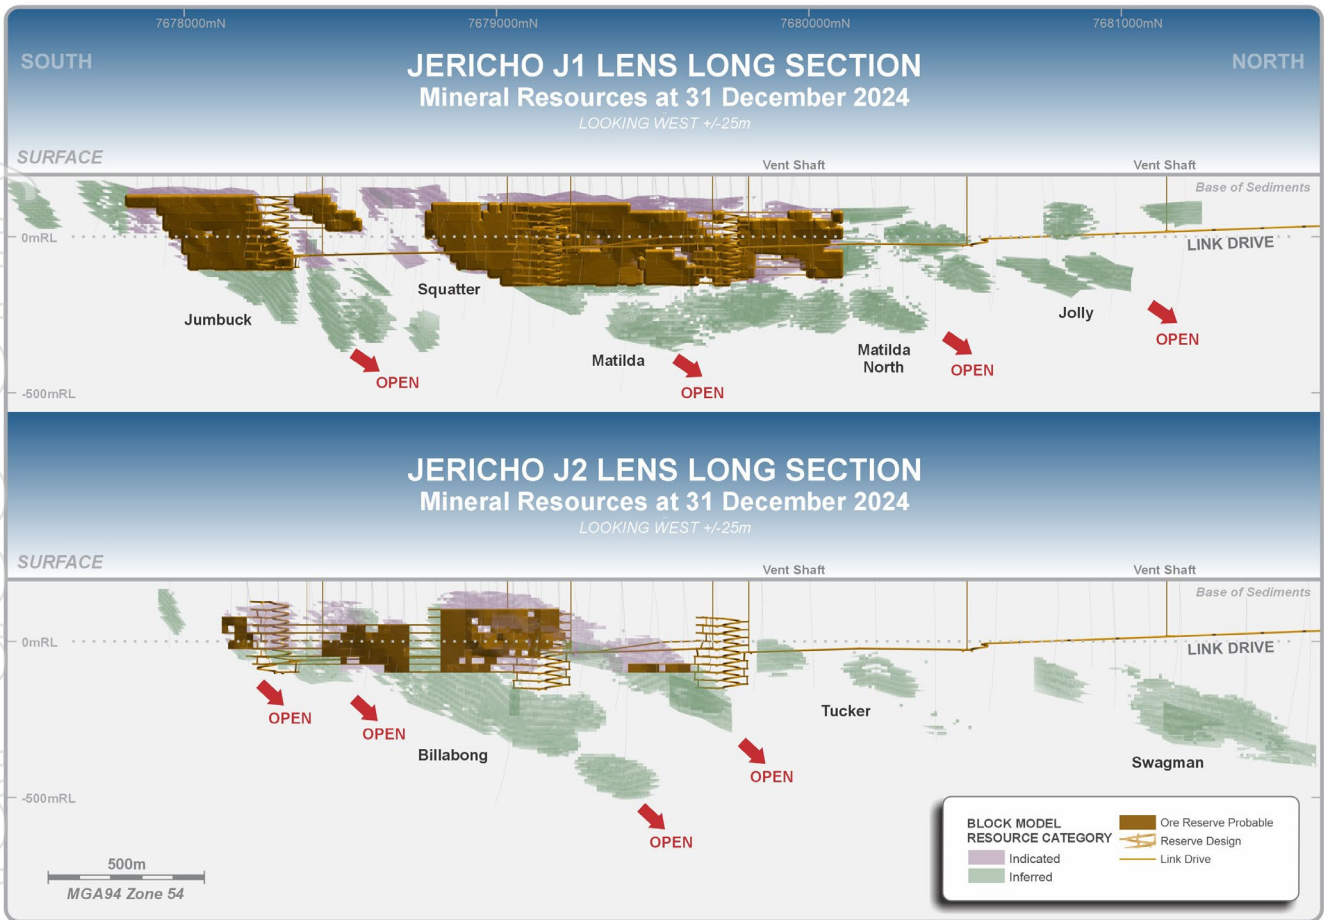 7678000mN
7679000mN
7680000mN
7681000mN
SOUTH
NORTH
JERICHO J1 LENS LONG SECTION
Mineral Resources at 31 December 2024
LOOKING WEST +/-25m
SURFACE
Vent Shaft
Vent Shaft
Base of Sediments
0mRL
LINK DRIVE
Squatter
Jumbuck
Jolly
Matilda
Matilda
North
OPEN
OPEN
OPEN
OPEN
-500mRL
JERICHO J2 LENS LONG SECTION
Mineral Resources at 31 December 2024
LOOKING WEST +/-25m
SURFACE
Vent Shaft
Vent Shaft
Base of Sediments
0mRL
LINK DRIVE
OPEN
OPEN
Tucker
Billabong
Swagman
OPEN
OPEN
-500mRL
500m
MGA94 Zone 54
BLOCK MODEL
RESOURCE CATEGORY
Indicated
Inferred
Ore Reserve Probable
Reserve Design
Link Drive